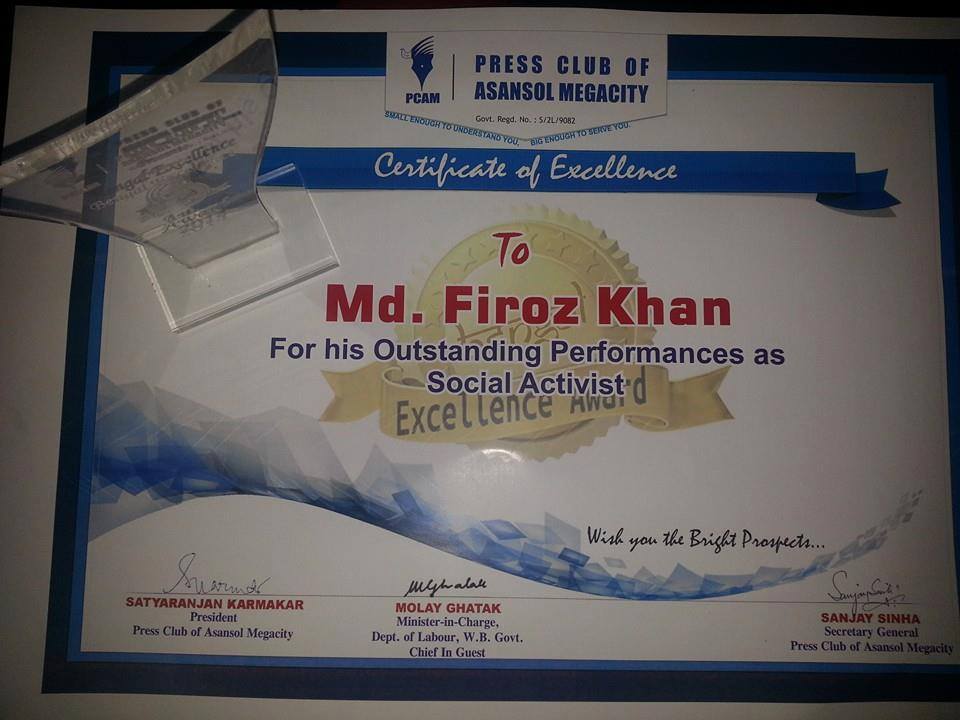 PCAM
PRESS CLUB OF
ASANSOL MEGACITY
Govt. Regd. No. : S/2L/9082
SMALL ENOUGH TO UNDERSTAND YOU, BIG ENOUGH TO SERVE YOU.
Certificate of Excellence
Excellence
Award
To
Md. Firoz Khan
For his Outstanding Performances as
Social Activist
Excellence Award
Wish you the Bright Prospects...
SATYARANJAN KARMAKAR
President
Press Club of Asansol Megacity
MOLAY GHATAK
Minister-in-Charge,
Dept. of Labour, W.B. Govt.
Chief In Guest
SANJAY SINHA
Secretary General
Press Club of Asansol Megacity